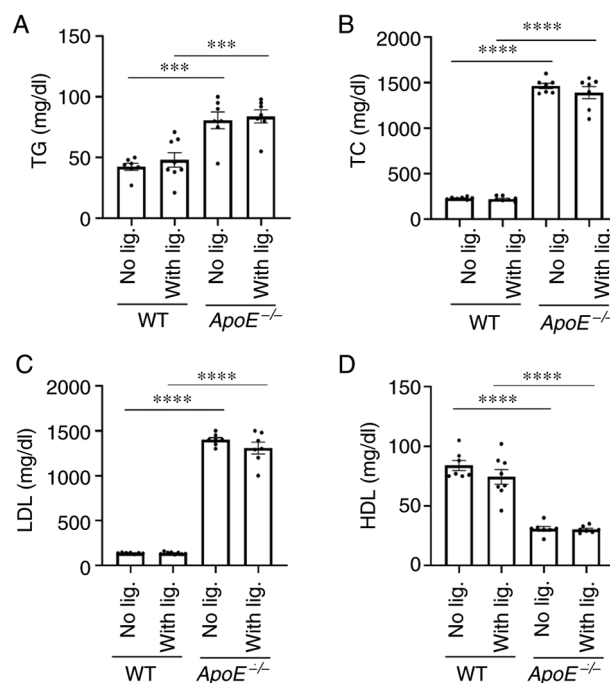 A
***
***
TG (mg/dl)
150
100
50
0
No lig.
With lig.
No lig.
With lig.
WT
ApoE−/−
B
****
****
TC (mg/dl)
2000
1500
1000
500
0
No lig.
With lig.
No lig.
With lig.
WT
ApoE−/−
C
****
****
LDL (mg/dl)
2000
1500
1000
500
0
No lig.
With lig.
No lig.
With lig.
WT
ApoE−/−
D
****
****
HDL (mg/dl)
150
100
50
0
No lig.
With lig.
No lig.
With lig.
WT
ApoE−/−